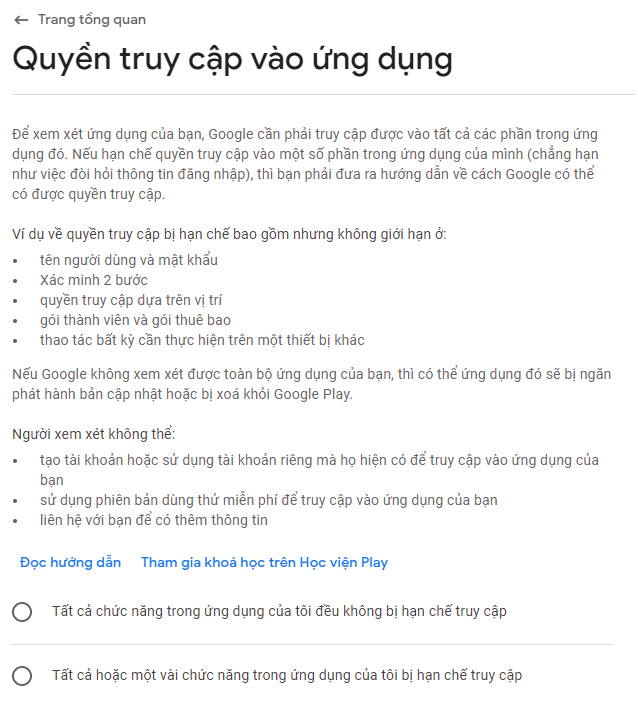 Trang tổng quan
Quyền truy cập vào ứng dụng
Để xem xét ứng dụng của bạn, Google cần phải truy cập được vào tất cả các phần trong ứng
dụng đó. Nếu hạn chế quyền truy cập vào một số phần trong ứng dụng của mình (chẳng hạn
như việc đòi hỏi thông tin đăng nhập), thì bạn phải đưa ra hướng dẫn về cách Google có thể
có được quyền truy cập.
Ví dụ về quyền truy cập bị hạn chế bao gồm nhưng không giới hạn ở:
• tên người dùng và mật khẩu
• Xác minh 2 bước
• quyền truy cập dựa trên vị trí
• gói thành viên và gói thuê bao
• thao tác bất kỳ cần thực hiện trên một thiết bị khác
Nếu Google không xem xét được toàn bộ ứng dụng của bạn, thì có thể ứng dụng đó sẽ bị ngăn
phát hành bản cập nhật hoặc bị xoá khỏi Google Play.
Người xem xét không thể:
• tạo tài khoản hoặc sử dụng tài khoản riêng mà họ hiện có để truy cập vào ứng dụng của
bạn
• sử dụng phiên bản dùng thử miễn phí để truy cập vào ứng dụng của bạn
• liên hệ với bạn để có thêm thông tin
Đọc hướng dẫn Tham gia khoá học trên Học viện Play
Tất cả chức năng trong ứng dụng của tôi đều không bị hạn chế truy cập
Tất cả hoặc một vài chức năng trong ứng dụng của tôi bị hạn chế truy cập